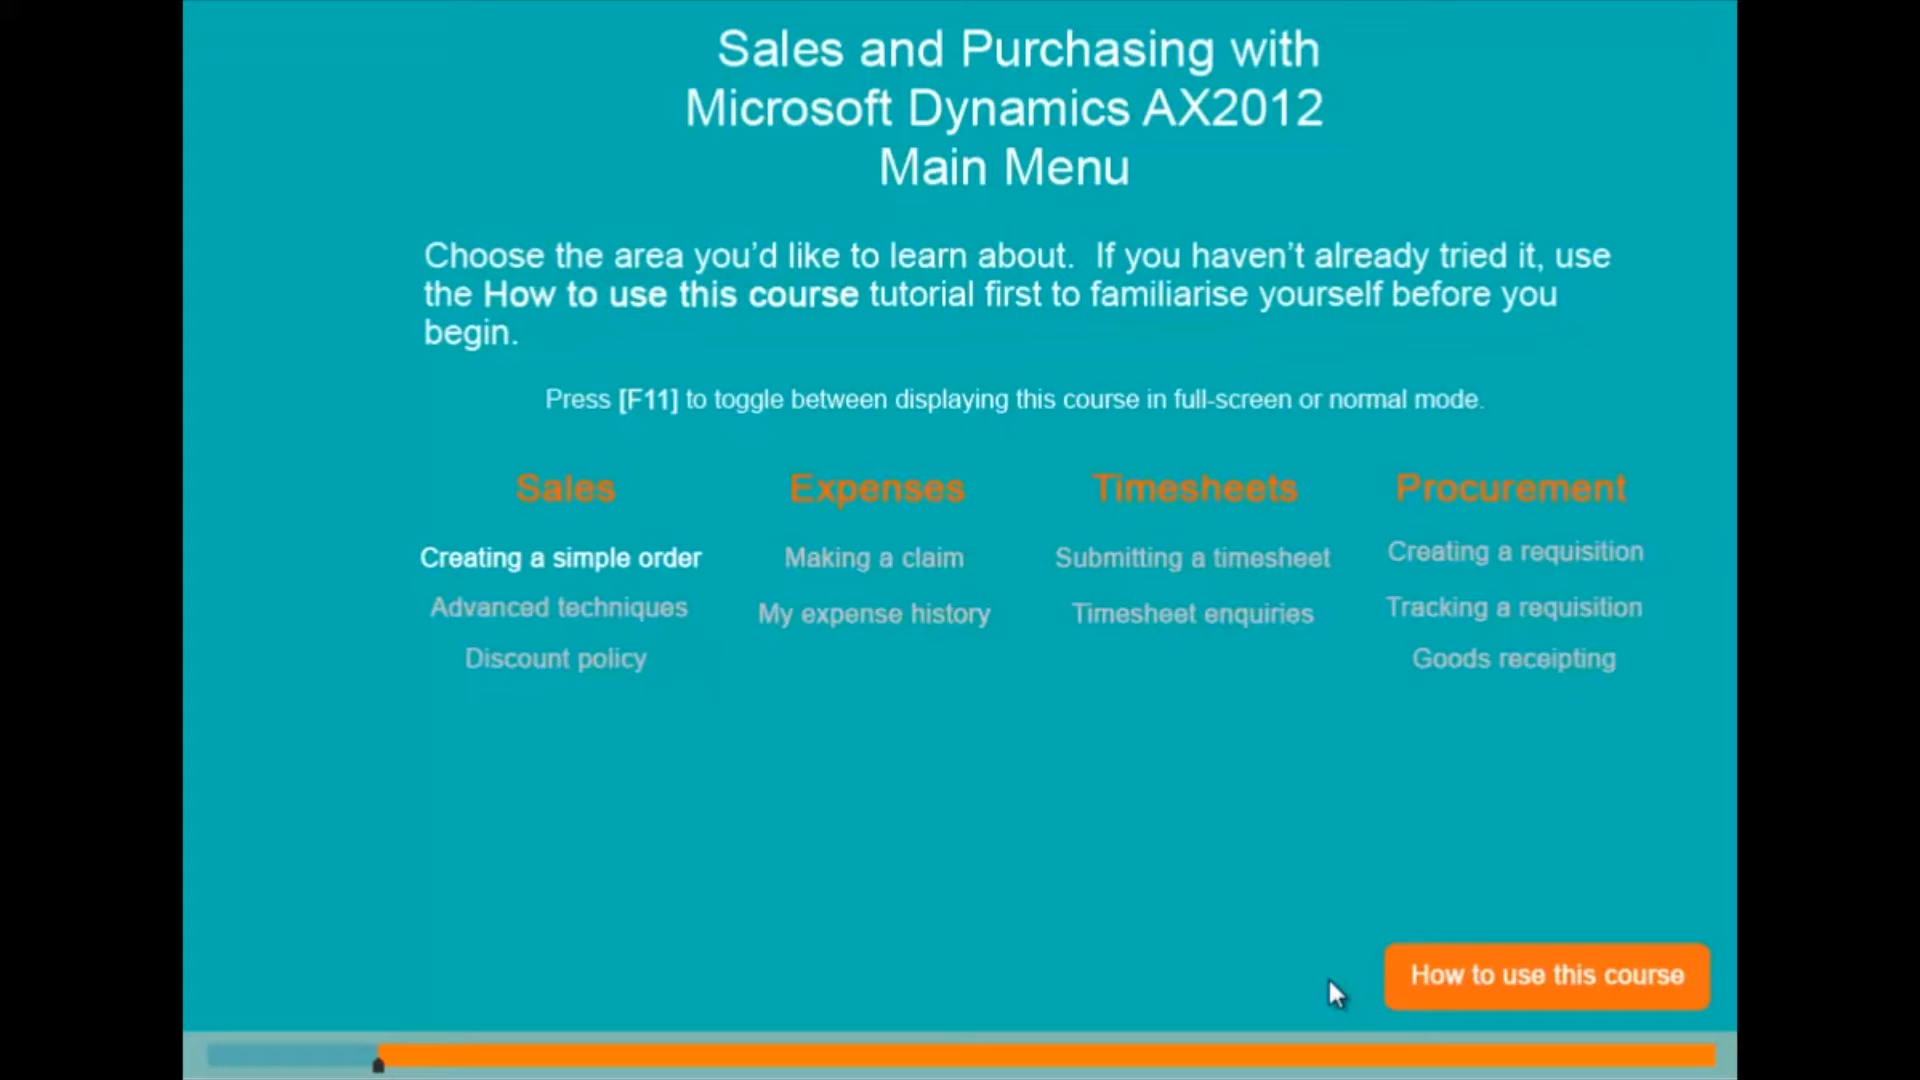 Sales and Purchasing with
Microsoft Dynamics AX2012
Main Menu
Choose the area you’d like to learn about.  If you haven’t already tried it, use
the How to use this course tutorial first to familiarise yourself before you
begin.
Press [F11] to toggle between displaying this course in full-screen or normal mode.
Sales
Creating a simple order
Advanced techniques
Discount policy
Expenses
Making a claim
My expense history
Timesheets
Submitting a timesheet
Timesheet enquiries
Procurement
Creating a requisition
Tracking a requisition
Goods receipting
How to use this course